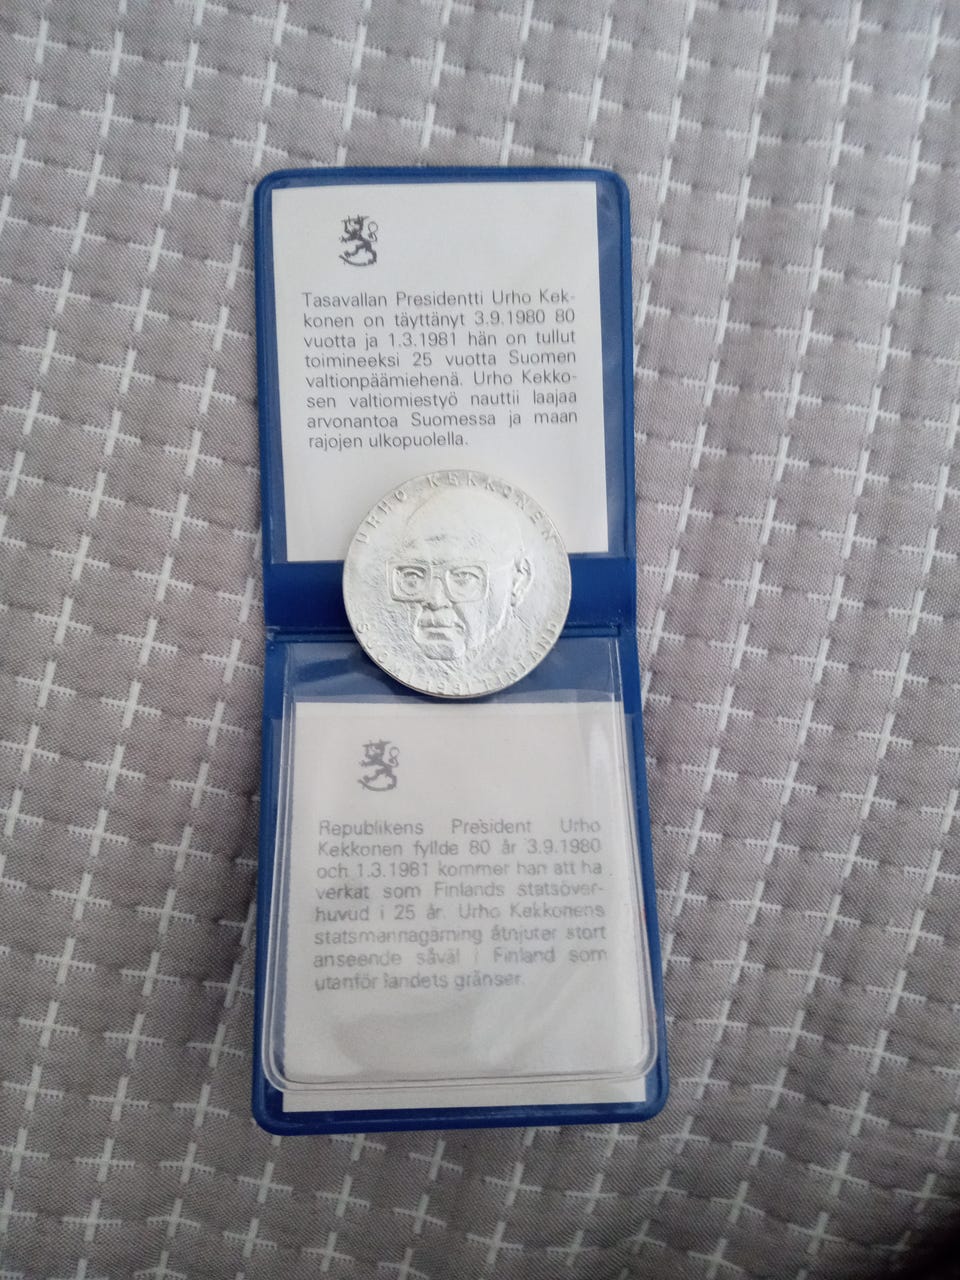 Tasavallan Presidentti Urho Kek-
konen on täyttänyt 3.9.1980 80
vuotta ja 1.3.1981 hän on tullut
toimineeksi 25 vuotta Suomen
valtionpäämiehenä. Urho Kekko-
sen valtiomiestyö nauttii laajaa
arvonantoa Suomessa ja maan
rajojen ulkopuolella.
URHO KEKKONEN
SUOMI 1981 FINLAND
Republikens President Urho
Kekkonen fyllde 80 år 3.9.1980
och 1.3.1981 kommer han att ha
verkat som Finlands statsöver-
huvud i 25 år. Urho Kekkonens
statsmannagärning åtnjuter stort
anseende såväl i Finland som
utanför landets gränser.